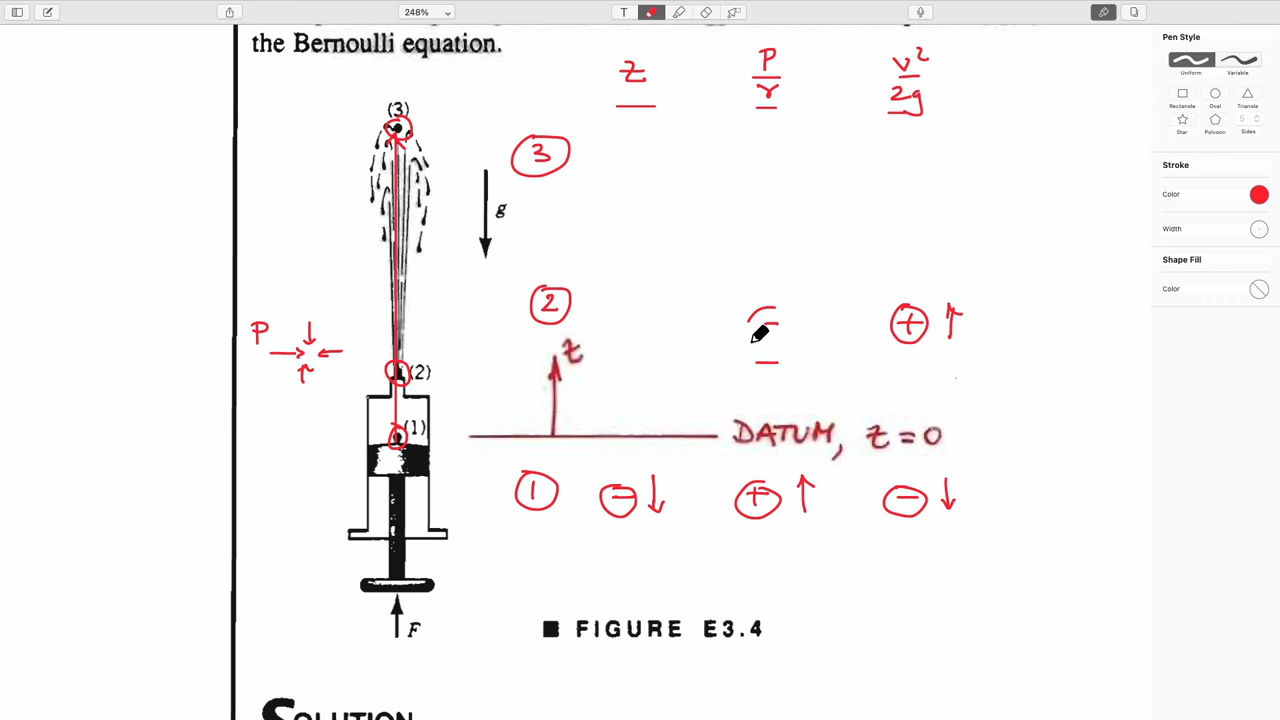 248%
T
the Bernoulli equation.
Z P/γ V²/2g
(3)
3
g
2
+ ↑
P
Z
(2)
(1)
DATUM, Z = 0
1 − ↓ + ↑ − ↓
F
■ FIGURE E3.4
SOLUTION
Pen Style
Uniform Variable
Rectangle Oval Triangle
5
Star Polygon Sides
Stroke
Color
Width
Shape Fill
Color